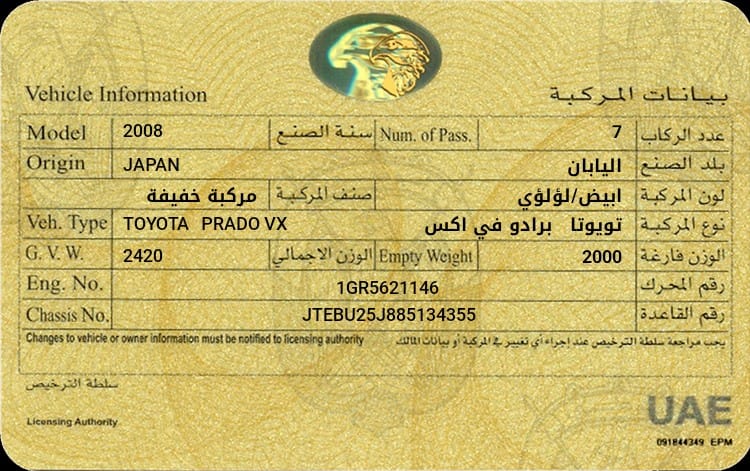 Vehicle Information بيانات المركبة
Model 2008 سنة الصنع Num. of Pass. 7 عدد الركاب
Origin JAPAN اليابان بلد الصنع
مركبة خفيفة صنف المركبة ابيض/لؤلؤي لون المركبة
Veh. Type TOYOTA PRADO VX تويوتا برادو في اكس نوع المركبة
G. V. W. 2420 الوزن الاجمالي Empty Weight 2000 الوزن فارغة
Eng. No. 1GR5621146 رقم المحرك
Chassis No. JTEBU25J885134355 رقم القاعدة
Changes to vehicle or owner information must be notified to licensing authority يجب مراجعة سلطة الترخيص عند إجراء أي تغيير في المركبة أو بيانات المالك
سلطة الترخيص
Licensing Authority
UAE
091844349 EPM